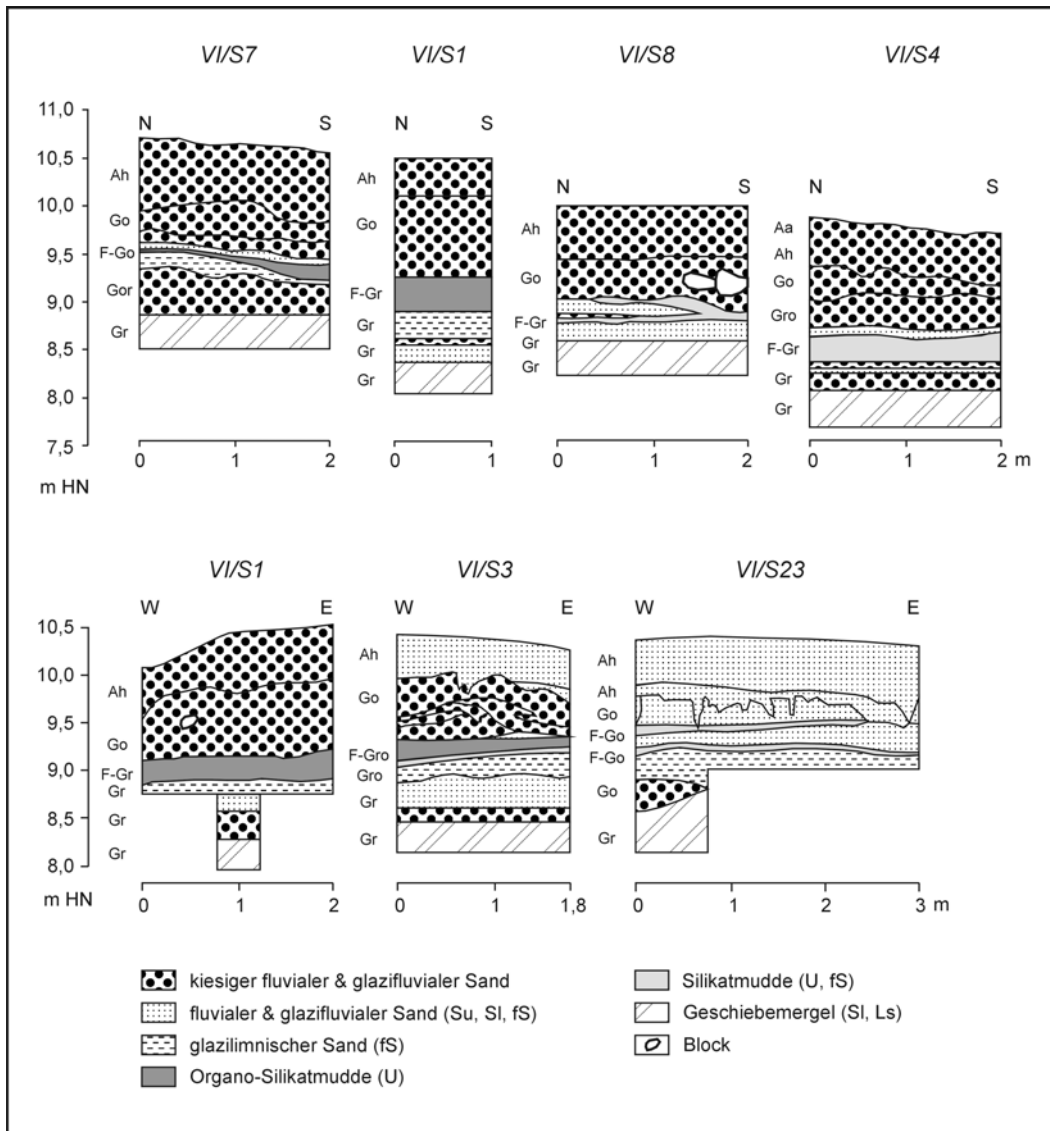 VI/S7 VI/S1 VI/S8 VI/S4
11,0
10,5
10,0
9,5
9,0
8,5
8,0
7,5
m HN
N S
Ah
Go
F-Go
Gor
Gr
0 1 2
N S
Ah
Go
F-Gr
Gr
Gr
Gr
0 1
N S
Ah
Go
F-Gr
Gr
Gr
0 1 2
N S
Aa
Ah
Go
Gro
F-Gr
Gr
Gr
0 1 2 m
VI/S1 VI/S3 VI/S23
10,5
10,0
9,5
9,0
8,5
8,0
m HN
W E
Ah
Go
F-Gr
Gr
Gr
Gr
0 1 2
W E
Ah
Go
F-Gro
Gro
Gr
Gr
0 1 1,8
W E
Ah
Ah
Go
F-Go
F-Go
Go
Gr
0 1 2 3 m
kiesiger fluvialer & glazifluvialer Sand
fluvialer & glazifluvialer Sand (Su, Sl, fS)
glazilimnischer Sand (fS)
Organo-Silikatmudde (U)
Silikatmudde (U, fS)
Geschiebemergel (Sl, Ls)
Block